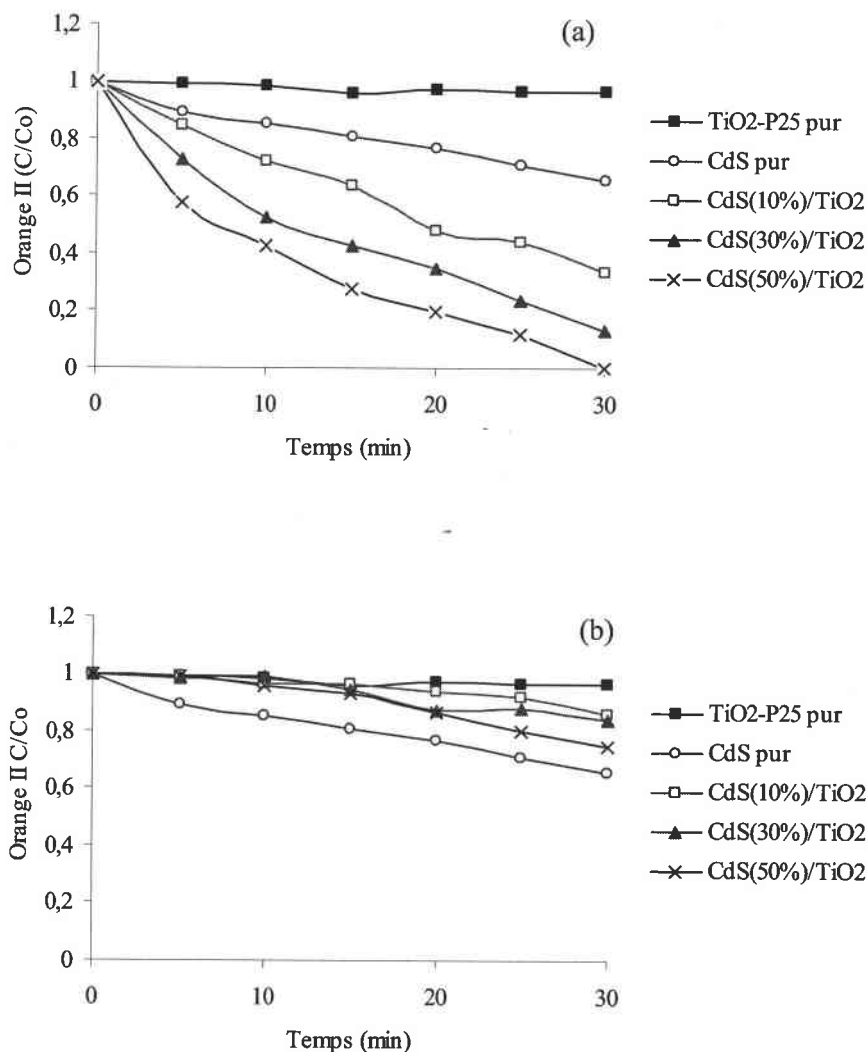 (a)
1,2
1
0,8
0,6
0,4
0,2
0
Orange II (C/Co)
0 10 20 30
Temps (min)
TiO2-P25 pur
CdS pur
CdS(10%)/TiO2
CdS(30%)/TiO2
CdS(50%)/TiO2
(b)
1,2
1
0,8
0,6
0,4
0,2
0
Orange II C/Co
0 10 20 30
Temps (min)
TiO2-P25 pur
CdS pur
CdS(10%)/TiO2
CdS(30%)/TiO2
CdS(50%)/TiO2